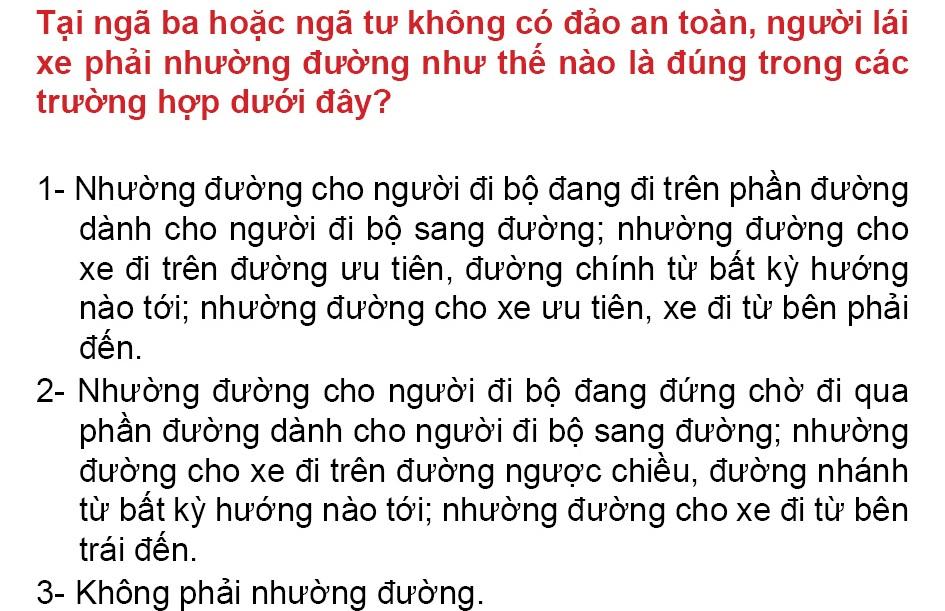 Tại ngã ba hoặc ngã tư không có đảo an toàn, người lái
xe phải nhường đường như thế nào là đúng trong các
trường hợp dưới đây?
1- Nhường đường cho người đi bộ đang đi trên phần đường
dành cho người đi bộ sang đường; nhường đường cho
xe đi trên đường ưu tiên, đường chính từ bất kỳ hướng
nào tới; nhường đường cho xe ưu tiên, xe đi từ bên phải
đến.
2- Nhường đường cho người đi bộ đang đứng chờ đi qua
phần đường dành cho người đi bộ sang đường; nhường
đường cho xe đi trên đường ngược chiều, đường nhánh
từ bất kỳ hướng nào tới; nhường đường cho xe đi từ bên
trái đến.
3- Không phải nhường đường.